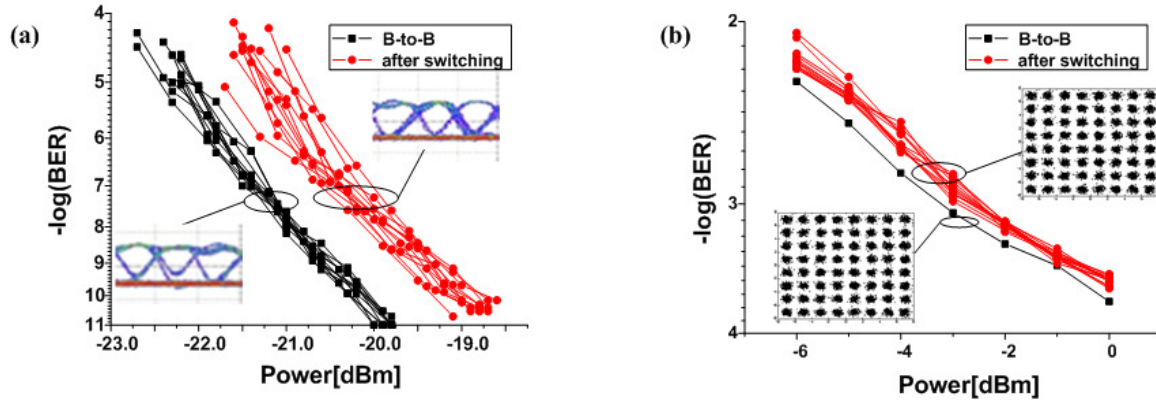 (a)
B-to-B
after switching
-log(BER)
4
5
6
7
8
9
10
11
-23.0
-22.0
-21.0
-20.0
-19.0
Power[dBm]
(b)
B-to-B
after switching
-log(BER)
2
3
4
-6
-4
-2
0
Power[dBm]